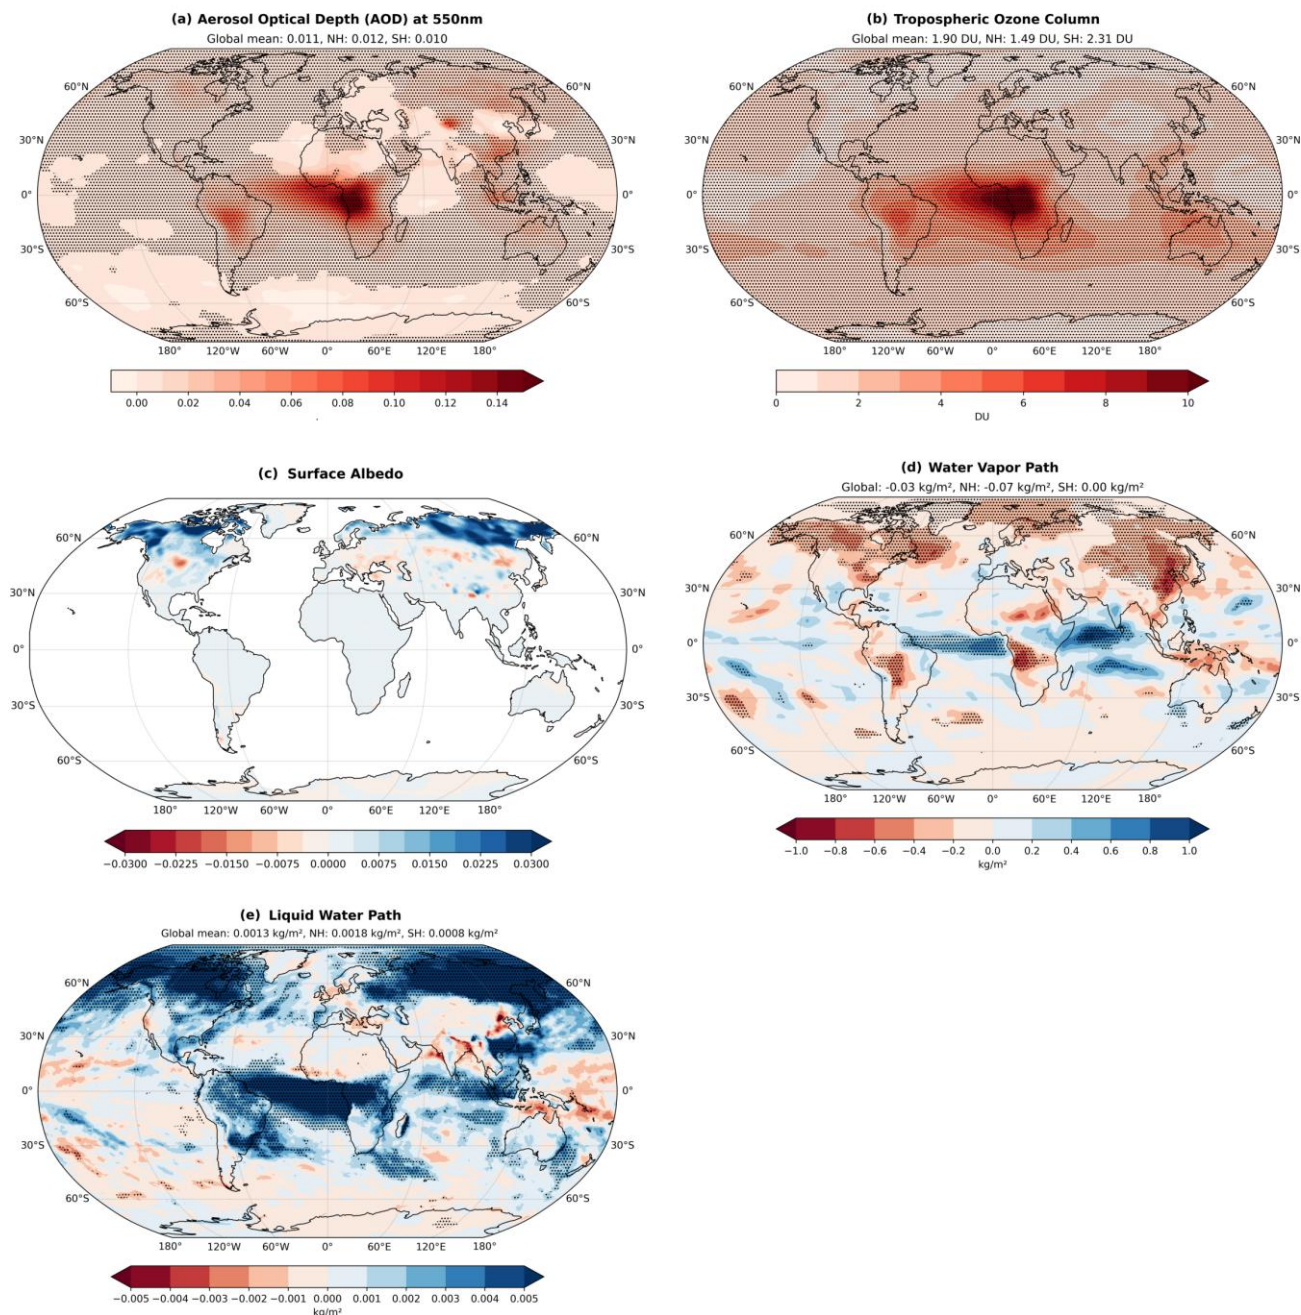 (a) Aerosol Optical Depth (AOD) at 550nm
Global mean: 0.011, NH: 0.012, SH: 0.010
60°N 60°N
30°N 30°N
0° 0°
30°S 30°S
60°S 60°S
180° 120°W 60°W 0° 60°E 120°E 180°
0.00 0.02 0.04 0.06 0.08 0.10 0.12 0.14
(b) Tropospheric Ozone Column
Global mean: 1.90 DU, NH: 1.49 DU, SH: 2.31 DU
60°N 60°N
30°N 30°N
0° 0°
30°S 30°S
60°S 60°S
180° 120°W 60°W 0° 60°E 120°E 180°
0 2 4 6 8 10
DU
(c) Surface Albedo
60°N 60°N
30°N 30°N
0° 0°
30°S 30°S
60°S 60°S
180° 120°W 60°W 0° 60°E 120°E 180°
−0.0300 −0.0225 −0.0150 −0.0075 0.0000 0.0075 0.0150 0.0225 0.0300
(d) Water Vapor Path
Global: -0.03 kg/m², NH: -0.07 kg/m², SH: 0.00 kg/m²
60°N 60°N
30°N 30°N
0° 0°
30°S 30°S
60°S 60°S
180° 120°W 60°W 0° 60°E 120°E 180°
−1.0 −0.8 −0.6 −0.4 −0.2 0.0 0.2 0.4 0.6 0.8 1.0
kg/m²
(e) Liquid Water Path
Global mean: 0.0013 kg/m², NH: 0.0018 kg/m², SH: 0.0008 kg/m²
60°N 60°N
30°N 30°N
0° 0°
30°S 30°S
60°S 60°S
180° 120°W 60°W 0° 60°E 120°E 180°
−0.005 −0.004 −0.003 −0.002 −0.001 0.000 0.001 0.002 0.003 0.004 0.005
kg/m²